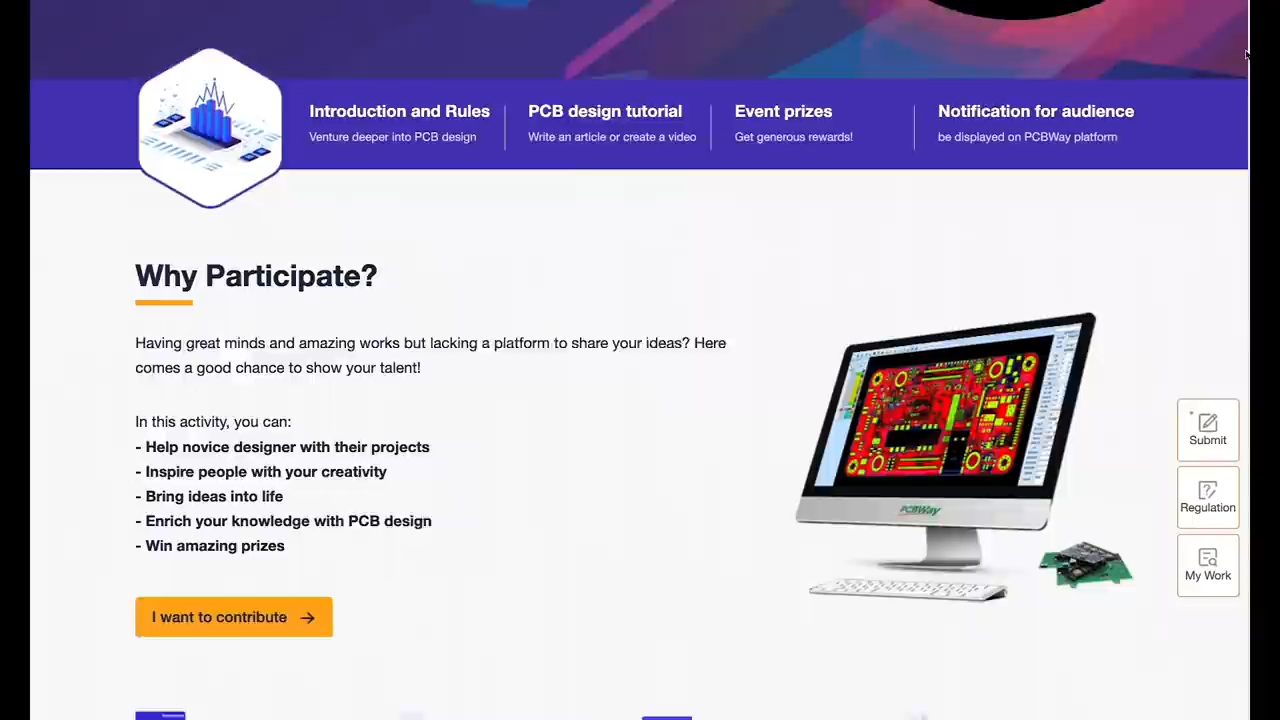 Introduction and Rules
Venture deeper into PCB design
PCB design tutorial
Write an article or create a video
Event prizes
Get generous rewards!
Notification for audience
be displayed on PCBWay platform
Why Participate?
Having great minds and amazing works but lacking a platform to share your ideas? Here
comes a good chance to show your talent!
In this activity, you can:
- Help novice designer with their projects
- Inspire people with your creativity
- Bring ideas into life
- Enrich your knowledge with PCB design
- Win amazing prizes
I want to contribute
PCBWay
Submit
Regulation
My Work